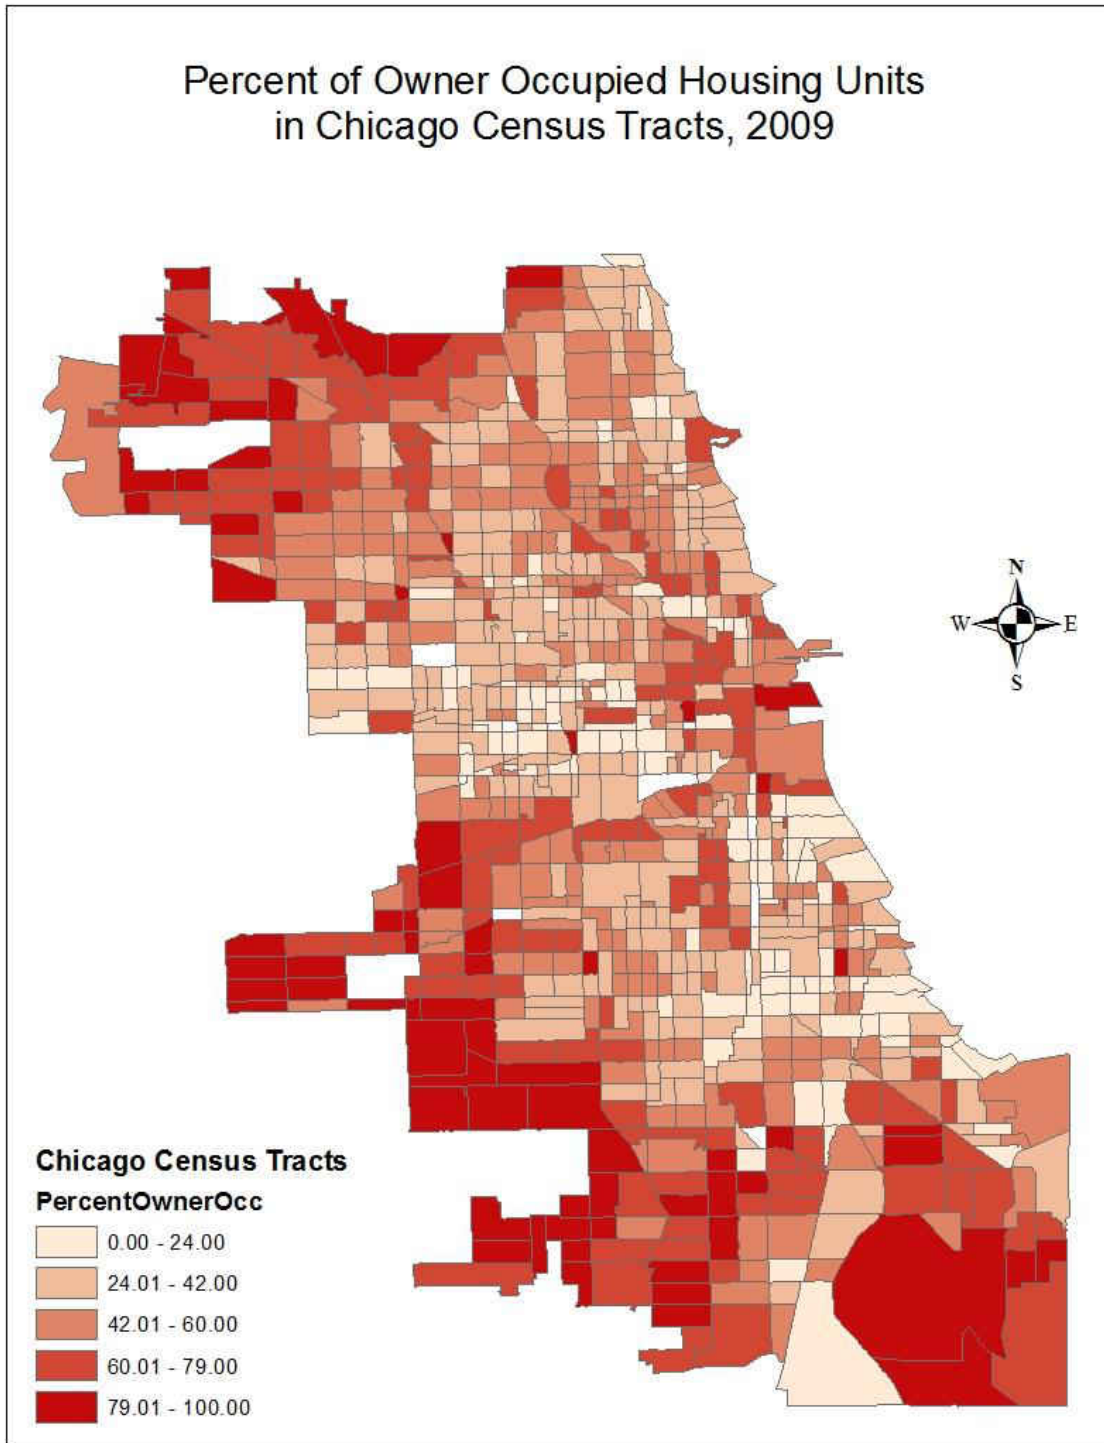 Percent of Owner Occupied Housing Units
in Chicago Census Tracts, 2009
N
W E
S
Chicago Census Tracts
PercentOwnerOcc
0.00 - 24.00
24.01 - 42.00
42.01 - 60.00
60.01 - 79.00
79.01 - 100.00